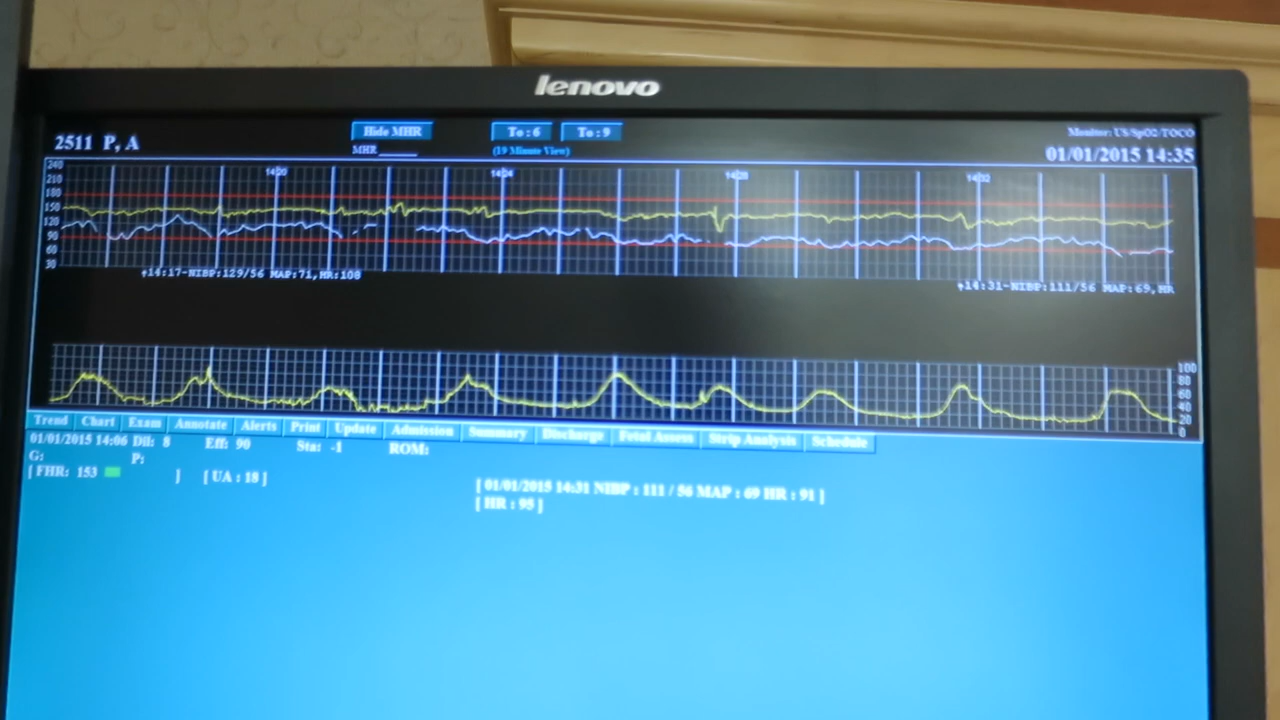 lenovo
2511 P, A
Hide MHR
To : 6
To : 9
Monitor: US/SpO2/TOCO
MHR
(19 Minute View)
01/01/2015 14:35
240
210
180
150
120
90
60
30
14:20
14:24
14:28
14:32
14:17-NIBP:129/56 MAP:71,HR:108
14:31-NIBP:111/56 MAP:69,HR
100
80
60
40
20
0
Trend Chart Exam Annotate Alerts Print Update Admission Summary Discharge Fetal Assess Strip Analysis Schedule
01/01/2015 14:06 Dil: 8 Eff: 90 Sta: -1 ROM:
G: P:
[ FHR: 153 ] [ UA : 18 ]
[ 01/01/2015 14:31 NIBP : 111 / 56 MAP : 69 HR : 91 ]
[ HR : 95 ]